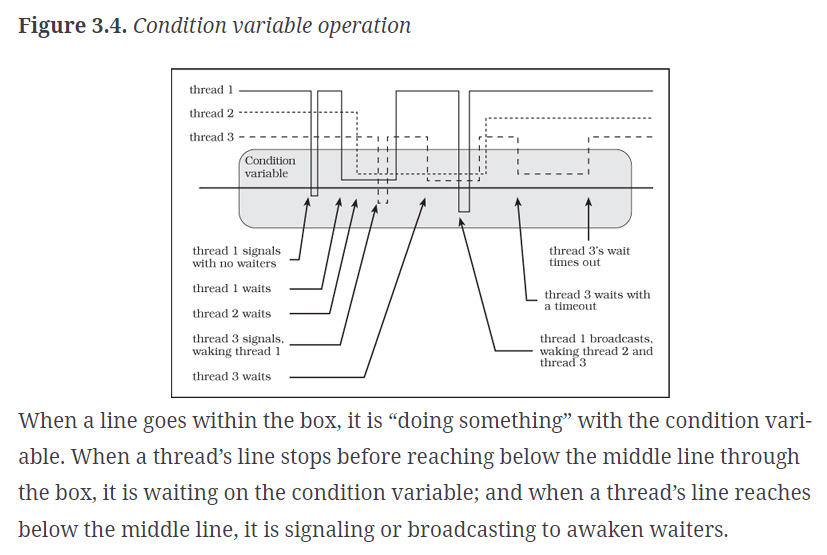 Figure 3.4. Condition variable operation
thread 1
thread 2
thread 3
Condition
variable
thread 1 signals
with no waiters
thread 1 waits
thread 2 waits
thread 3 signals,
waking thread 1
thread 3 waits
thread 3's wait
times out
thread 3 waits with
a timeout
thread 1 broadcasts,
waking thread 2 and
thread 3
When a line goes within the box, it is “doing something” with the condition vari-
able. When a thread’s line stops before reaching below the middle line through
the box, it is waiting on the condition variable; and when a thread’s line reaches
below the middle line, it is signaling or broadcasting to awaken waiters.